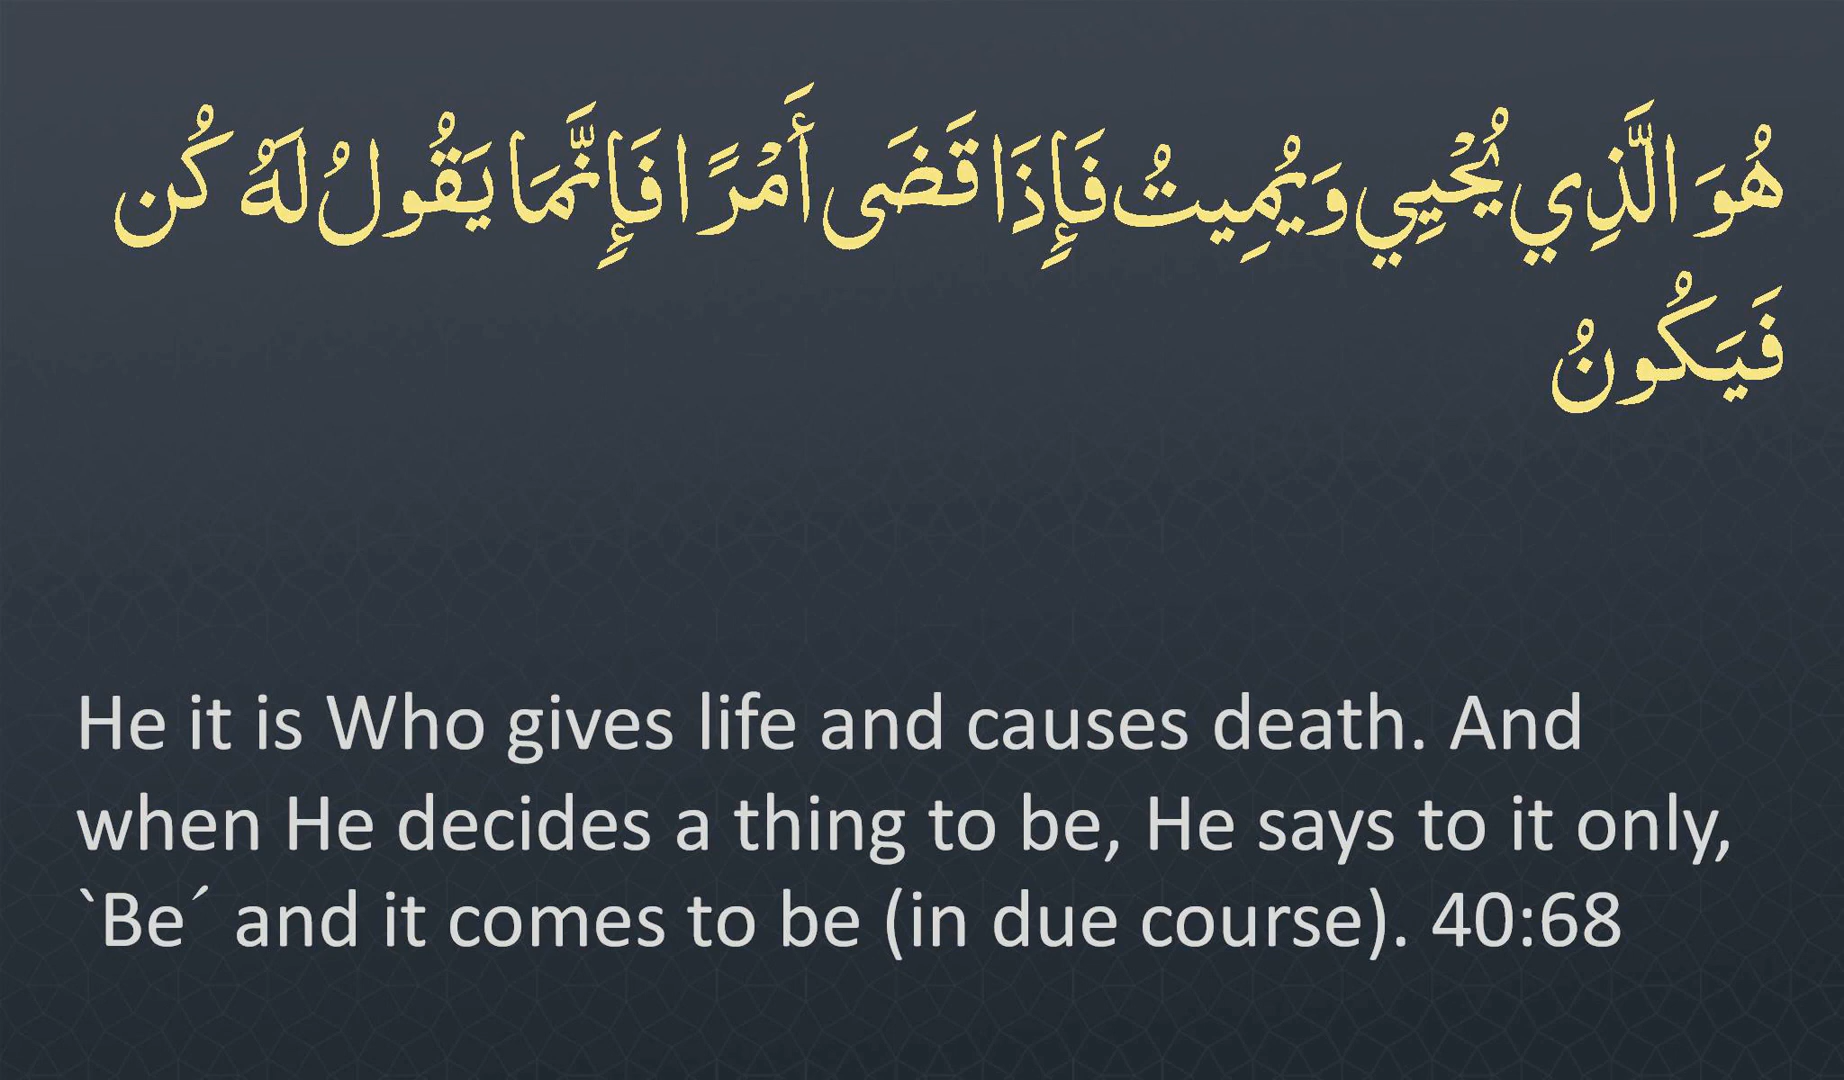 هُوَ الَّذِي يُحْيِي وَيُمِيتُ فَإِذَا قَضَى أَمْرًا فَإِنَّمَا يَقُولُ لَهُ كُن
فَيَكُونُ
He it is Who gives life and causes death. And
when He decides a thing to be, He says to it only,
`Be´ and it comes to be (in due course). 40:68